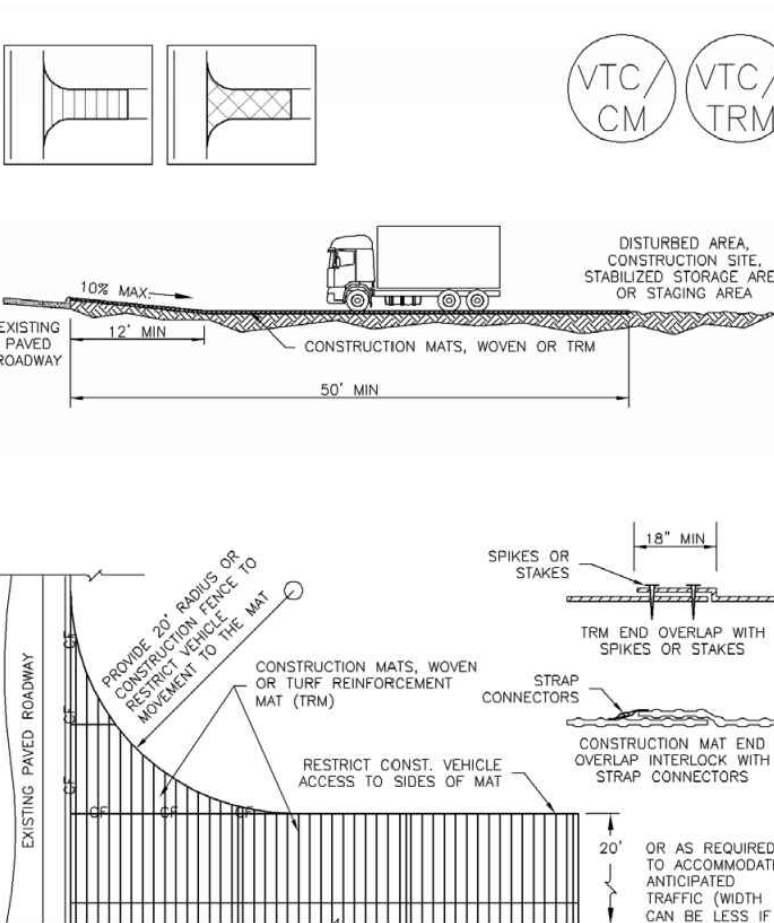 VTC/
CM
VTC/
TRM
DISTURBED AREA,
CONSTRUCTION SITE,
STABILIZED STORAGE ARE
OR STAGING AREA
10% MAX.
EXISTING
PAVED
ROADWAY
12' MIN
CONSTRUCTION MATS, WOVEN OR TRM
50' MIN
18" MIN
SPIKES OR
STAKES
TRM END OVERLAP WITH
SPIKES OR STAKES
PROVIDE 20' RADIUS OR
CONSTRUCTION FENCE TO
RESTRICT VEHICLE
MOVEMENT TO THE MAT
CONSTRUCTION MATS, WOVEN
OR TURF REINFORCEMENT
MAT (TRM)
STRAP
CONNECTORS
CONSTRUCTION MAT END
OVERLAP INTERLOCK WITH
STRAP CONNECTORS
RESTRICT CONST. VEHICLE
ACCESS TO SIDES OF MAT
EXISTING PAVED ROADWAY
CF
CF
CF
CF
CF
CF
20'
OR AS REQUIRED
TO ACCOMMODATE
ANTICIPATED
TRAFFIC (WIDTH
CAN BE LESS IF